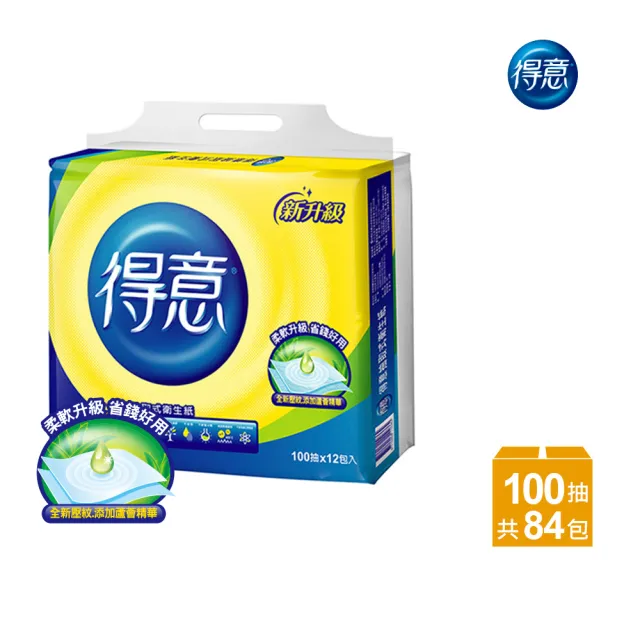 得意
新升級
得意
柔軟升級 省錢好用
全新壓紋.添加蘆薈精華
式衛生紙
100抽x12包入
柔軟升級 省錢好用
全新壓紋.添加蘆薈精華
100抽
共84包